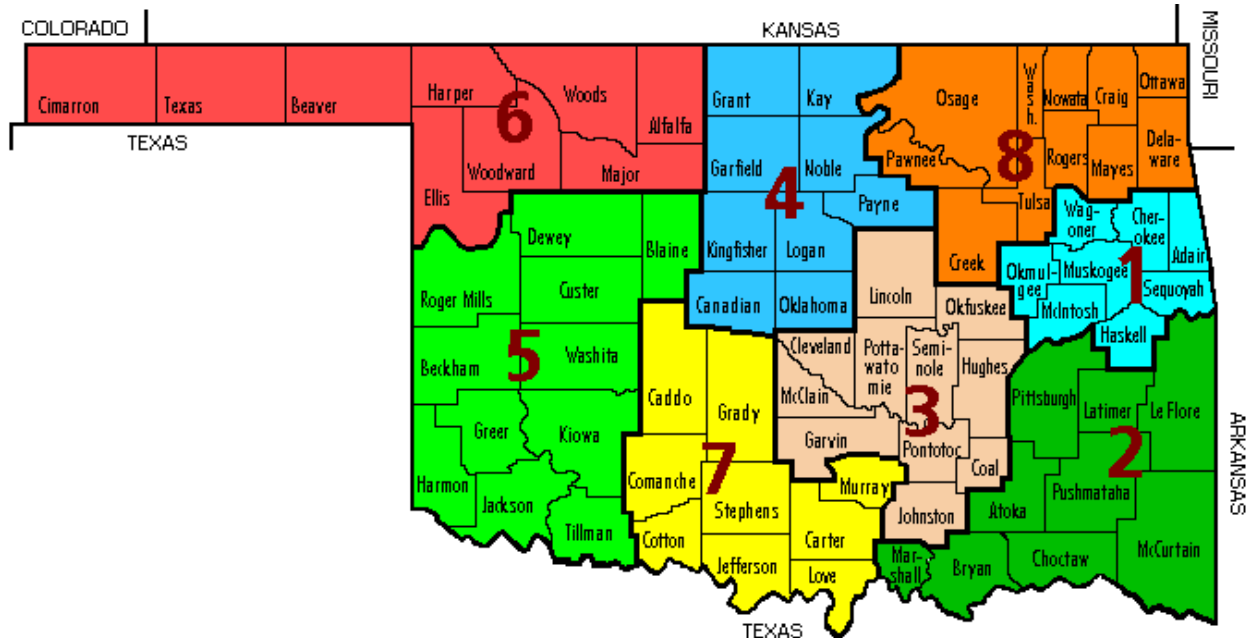 COLORADO
KANSAS
MISSOURI
Cimarron
Texas
Beaver
Harper
Woods
Alfalfa
6
Ellis
Woodward
Major
TEXAS
Grant
Kay
Garfield
Noble
4
Payne
Kingfisher
Logan
Canadian
Oklahoma
Osage
Wash.
Nowata
Craig
Ottawa
Pawnee
8
Rogers
Mayes
Dela-
ware
Tulsa
Creek
Wag-
oner
Cher-
okee
Adair
Okmul-
gee
Muskogee
1
Sequoyah
McIntosh
Haskell
Dewey
Blaine
Roger Mills
Custer
Beckham
5
Washita
Greer
Kiowa
Harmon
Jackson
Tillman
Caddo
Grady
Comanche
7
Stephens
Murray
Cotton
Carter
Jefferson
Love
Lincoln
Okfuskee
Cleveland
Potta-
wato
mie
Semi-
nole
Hughes
McClain
3
Garvin
Pontotoc
Coal
Johnston
Pittsburgh
Latimer
Le Flore
2
Pushmataha
Atoka
Mar-
shall
Bryan
Choctaw
McCurtain
ARKANSAS
TEXAS